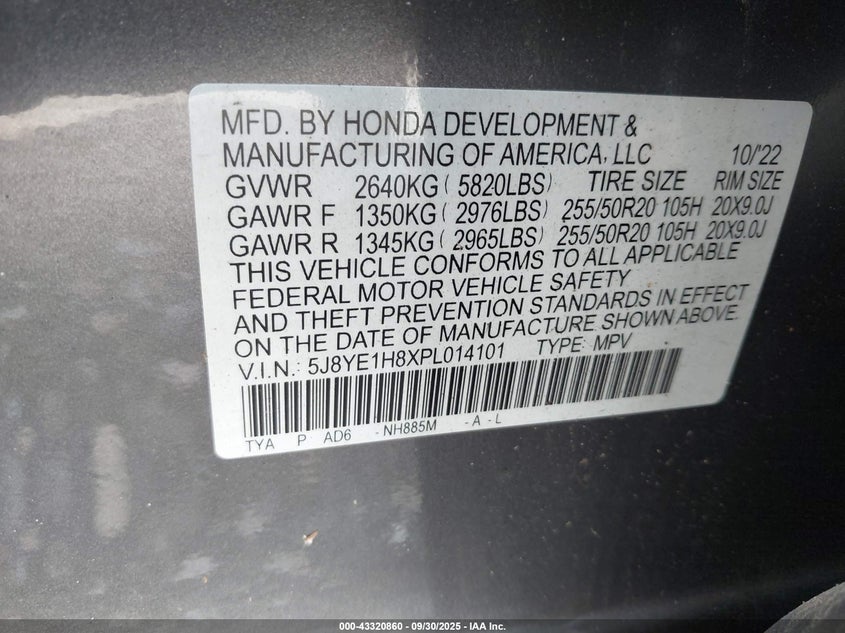 MFD. BY HONDA DEVELOPMENT &
MANUFACTURING OF AMERICA, LLC 10/'22
GVWR 2640KG ( 5820LBS) TIRE SIZE RIM SIZE
GAWR F 1350KG ( 2976LBS) 255/50R20 105H 20X9.0J
GAWR R 1345KG ( 2965LBS) 255/50R20 105H 20X9.0J
THIS VEHICLE CONFORMS TO ALL APPLICABLE
FEDERAL MOTOR VEHICLE SAFETY
AND THEFT PREVENTION STANDARDS IN EFFECT
ON THE DATE OF MANUFACTURE SHOWN ABOVE.
V.I.N.: 5J8YE1H8XPL014101 TYPE: MPV
TYA P AD6 -NH885M -A-L
000-43320860 - 09/30/2025 - IAA Inc.